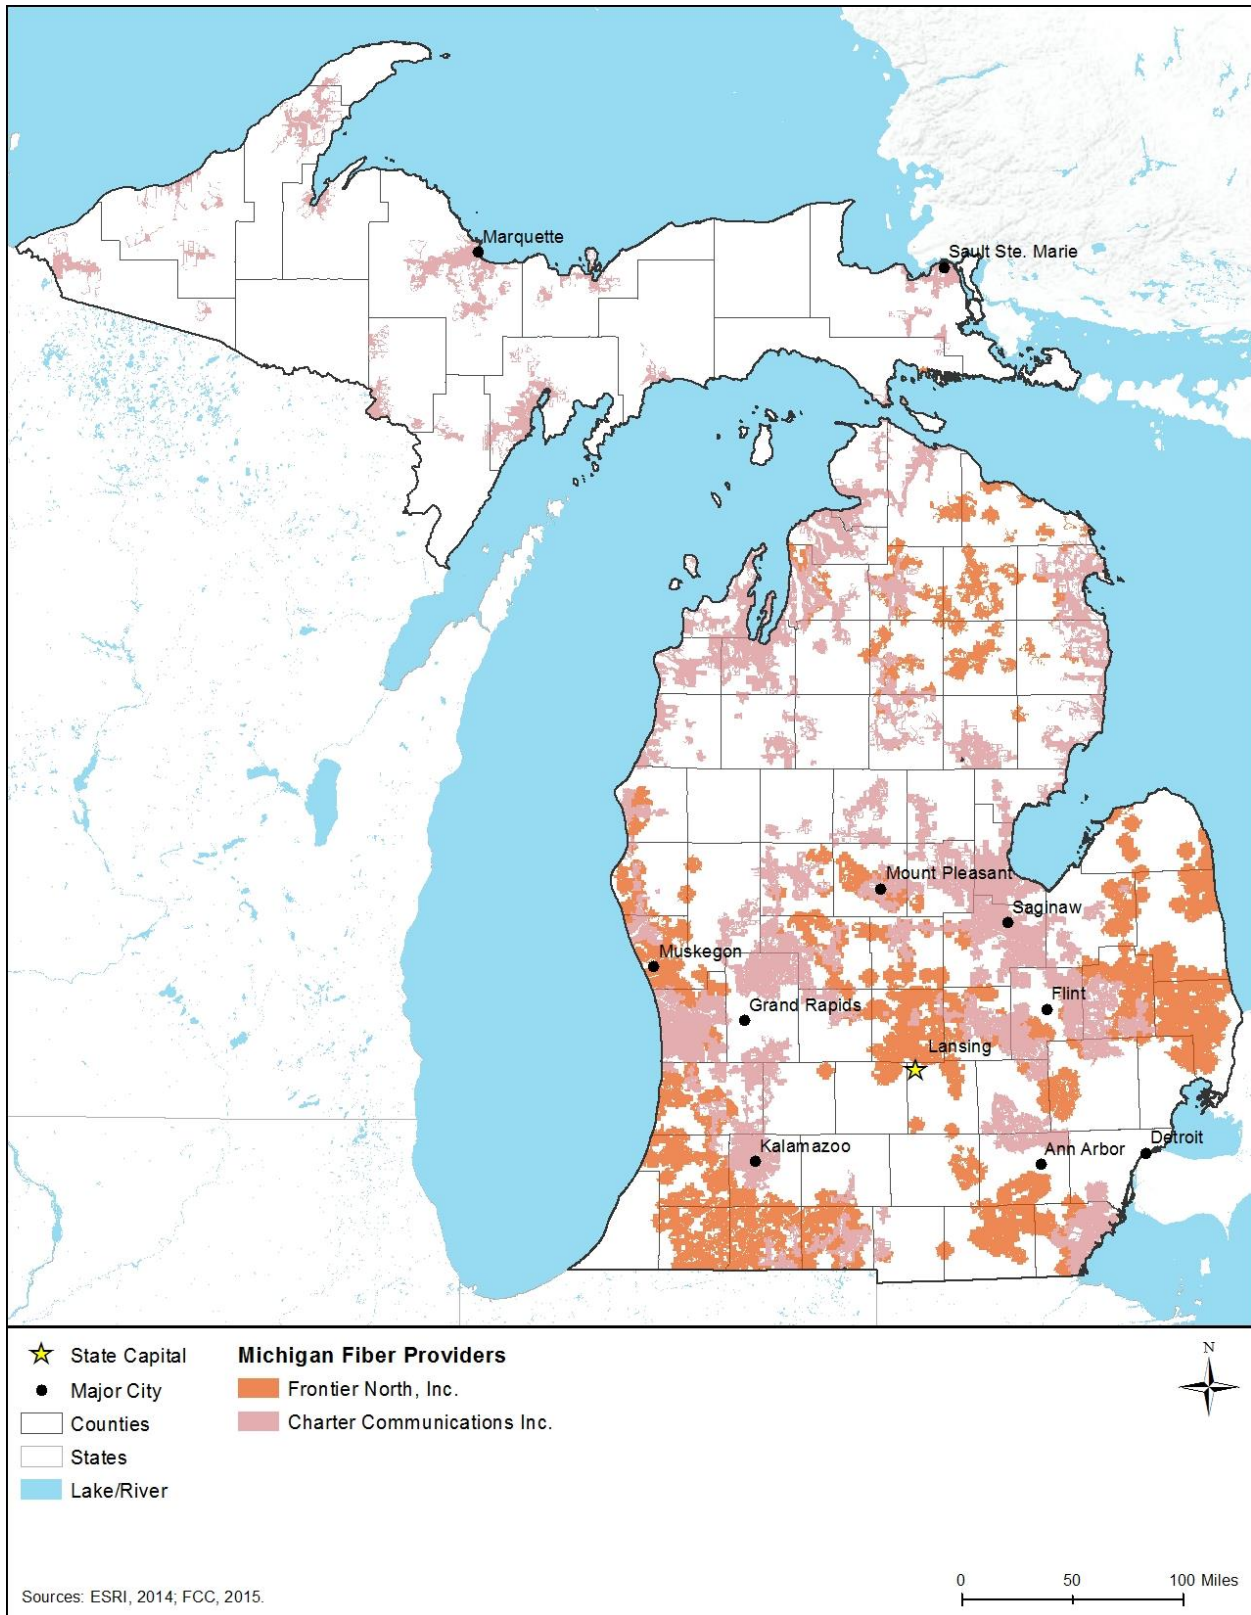 Marquette
Sault Ste. Marie
Mount Pleasant
Saginaw
Muskegon
Grand Rapids
Flint
Lansing
Kalamazoo
Ann Arbor
Detroit
State Capital
Major City
Counties
States
Lake/River
Michigan Fiber Providers
Frontier North, Inc.
Charter Communications Inc.
N
Sources: ESRI, 2014; FCC, 2015.
0 50 100 Miles